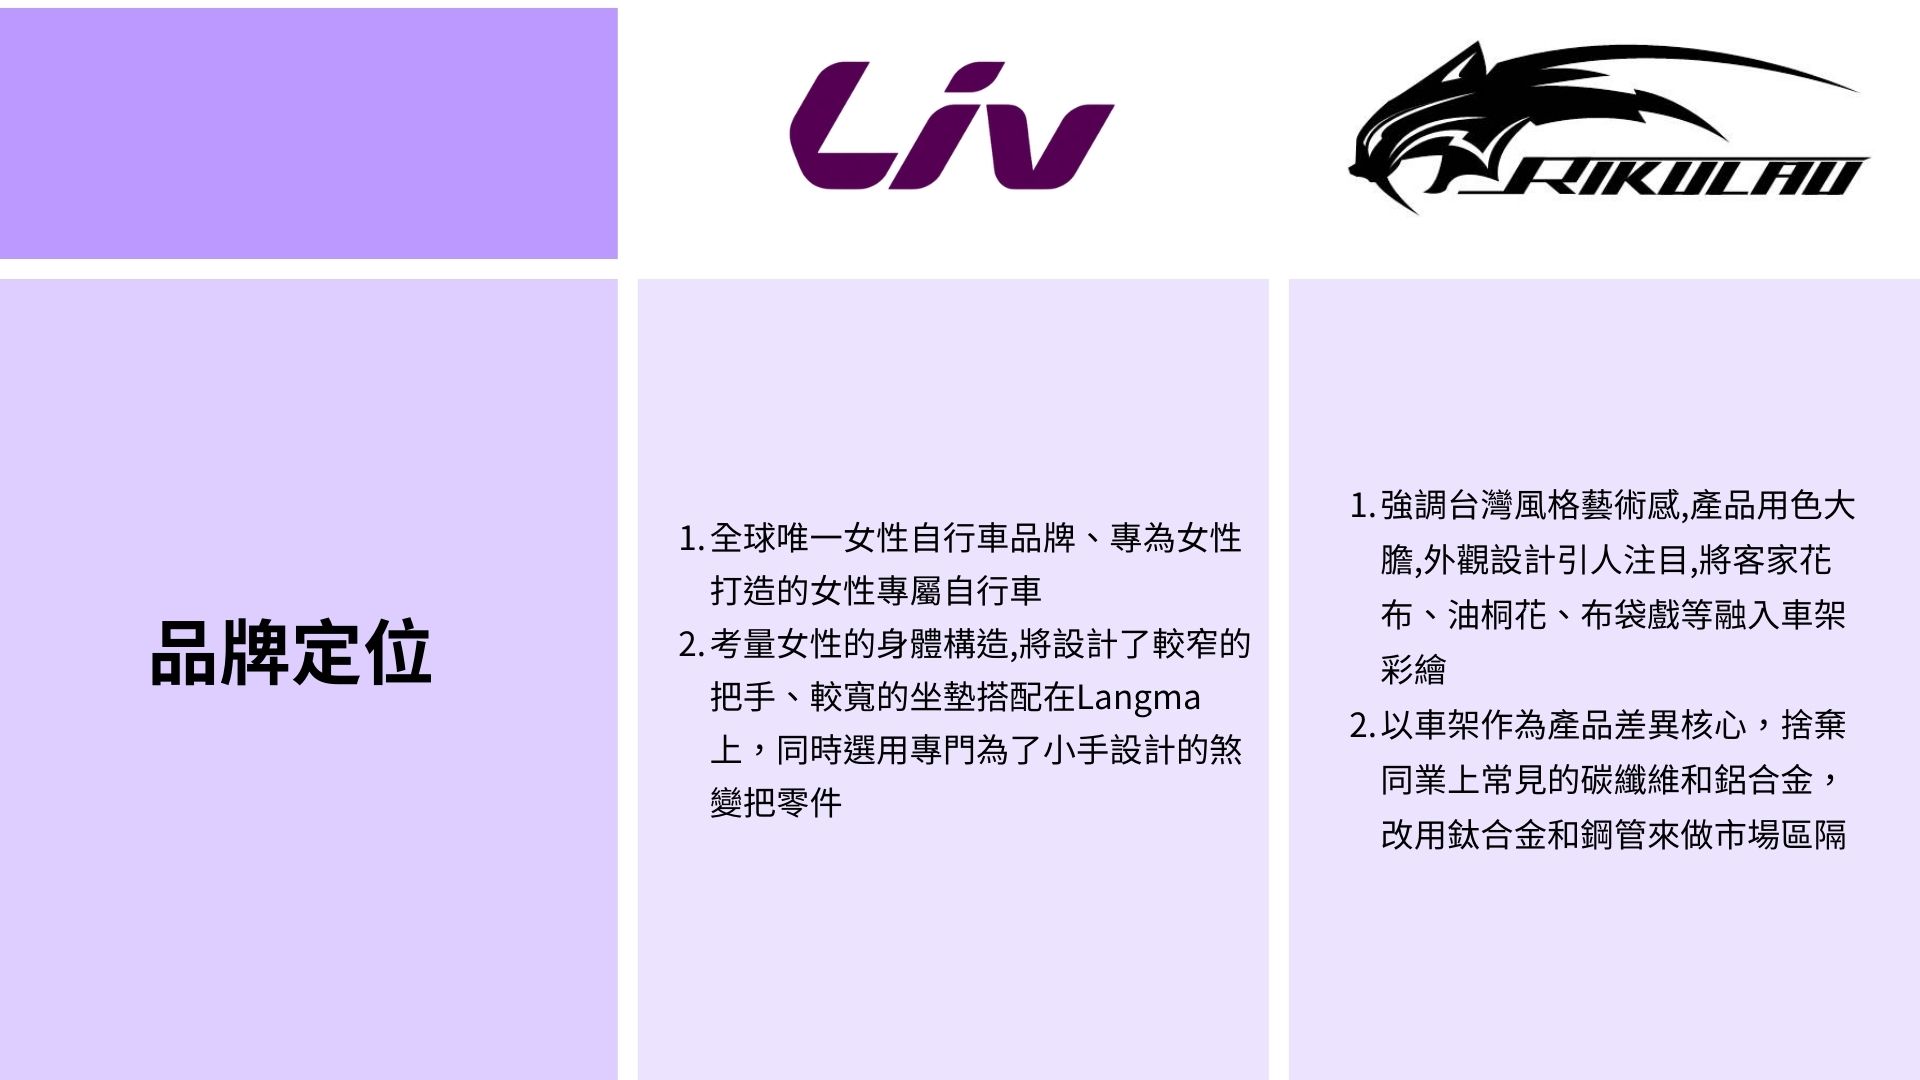 Liv
RIKULAU
品牌定位
1. 全球唯一女性自行車品牌、專為女性
打造的女性專屬自行車
2. 考量女性的身體構造,將設計了較窄的
把手、較寬的坐墊搭配在Langma
上，同時選用專門為了小手設計的煞
變把零件
1. 強調台灣風格藝術感,產品用色大
膽,外觀設計引人注目,將客家花
布、油桐花、布袋戲等融入車架
彩繪
2. 以車架作為產品差異核心，捨棄
同業上常見的碳纖維和鋁合金，
改用鈦合金和鋼管來做市場區隔